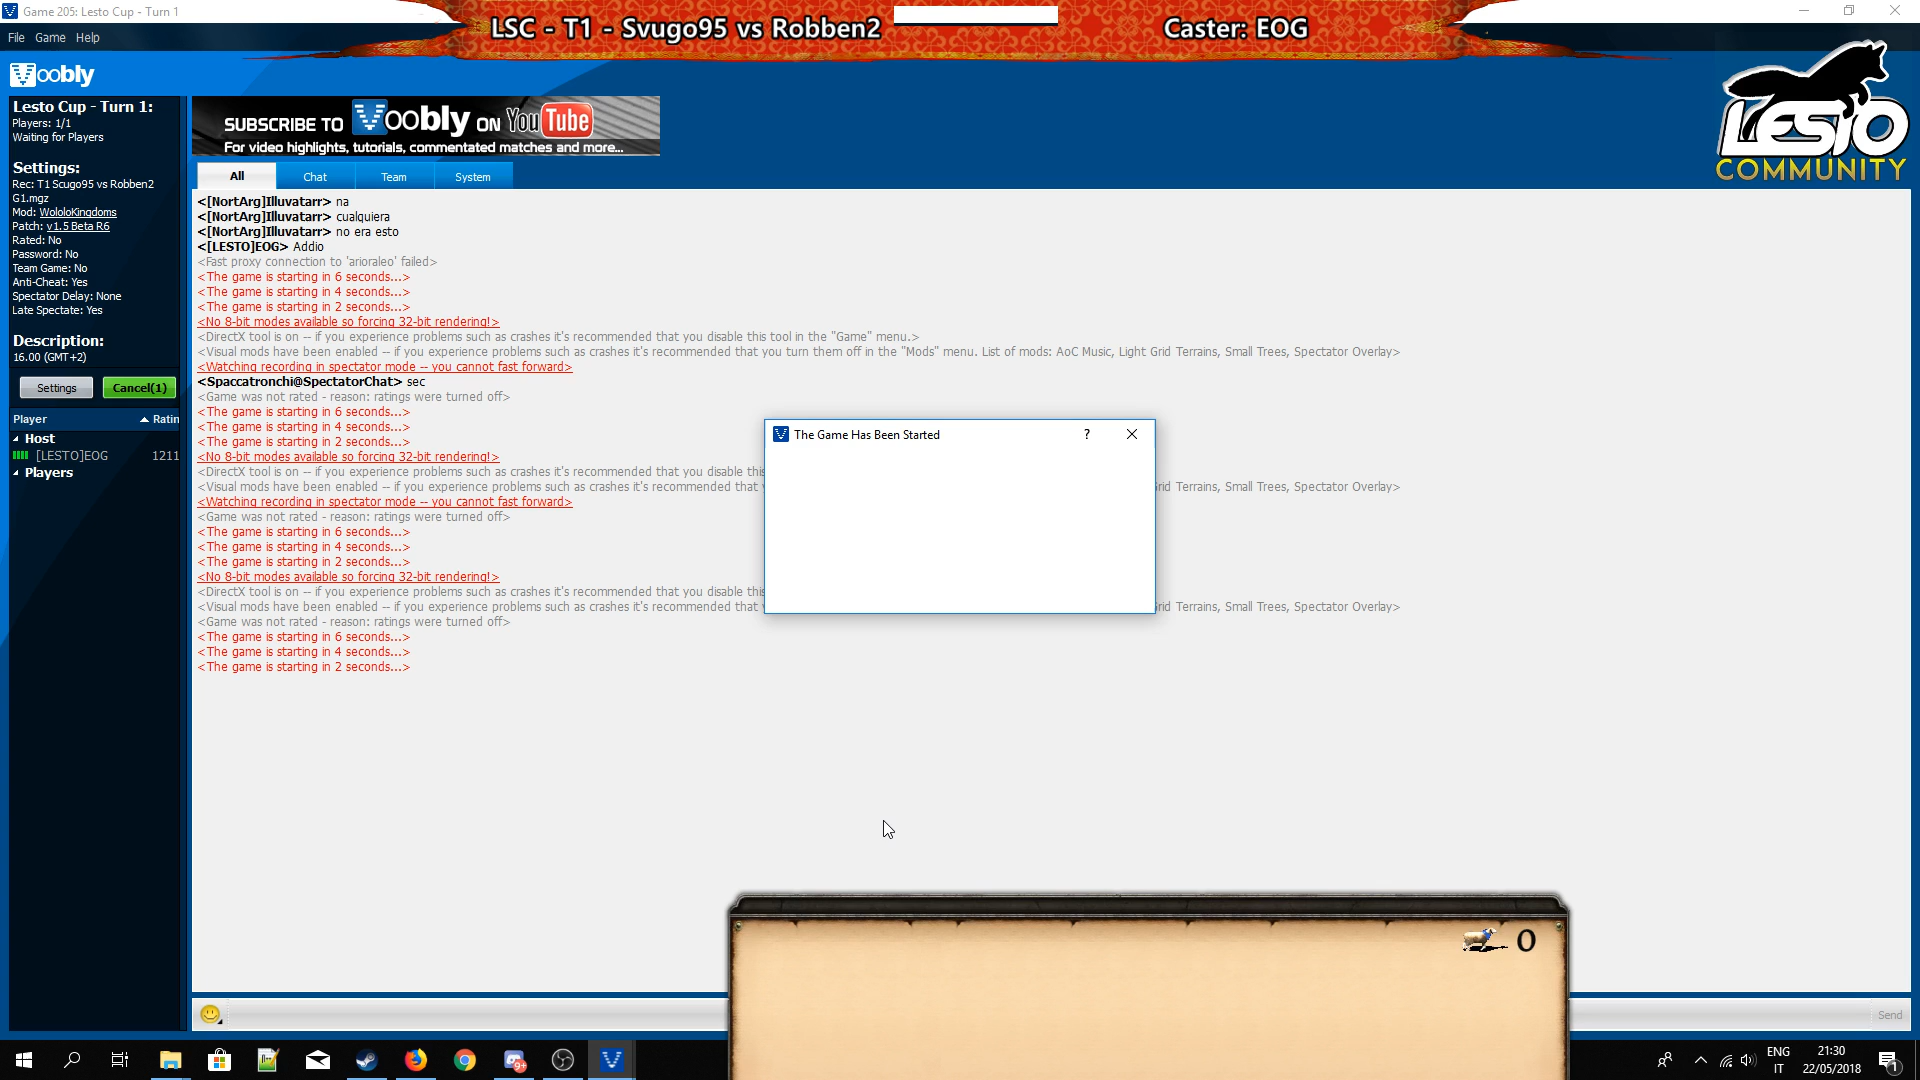 Game 205: Lesto Cup - Turn 1
LSC - T1 - Svugo95 vs Robben2
Caster: EOG
File Game Help
Voobly
LESTO
COMMUNITY
Lesto Cup - Turn 1:
Players: 1/1
Waiting for Players
Settings:
Rec: T1 Scugo95 vs Robben2
G1.mgz
Mod: WololoKingdoms
Patch: v1.5 Beta R6
Rated: No
Password: No
Team Game: No
Anti-Cheat: Yes
Spectator Delay: None
Late Spectate: Yes
Description:
16.00 (GMT+2)
Settings Cancel(1)
Player Ratin
Host
[LESTO]EOG 1211
Players
SUBSCRIBE TO Voobly ON YouTube
For video highlights, tutorials, commentated matches and more...
All Chat Team System
<[NortArg]Illuvatarr> na
<[NortArg]Illuvatarr> cualquiera
<[NortArg]Illuvatarr> no era esto
<[LESTO]EOG> Addio
<Fast proxy connection to 'arioraleo' failed>
<The game is starting in 6 seconds...>
<The game is starting in 4 seconds...>
<The game is starting in 2 seconds...>
<No 8-bit modes available so forcing 32-bit rendering!>
<DirectX tool is on -- if you experience problems such as crashes it's recommended that you disable this tool in the "Game" menu.>
<Visual mods have been enabled -- if you experience problems such as crashes it's recommended that you turn them off in the "Mods" menu. List of mods: AoC Music, Light Grid Terrains, Small Trees, Spectator Overlay>
<Watching recording in spectator mode -- you cannot fast forward>
<Spaccatronchi@SpectatorChat> sec
<Game was not rated - reason: ratings were turned off>
<The game is starting in 6 seconds...>
<The game is starting in 4 seconds...>
<The game is starting in 2 seconds...>
<No 8-bit modes available so forcing 32-bit rendering!>
<DirectX tool is on -- if you experience problems such as crashes it's recommended that you disable this
<Visual mods have been enabled -- if you experience problems such as crashes it's recommended that rid Terrains, Small Trees, Spectator Overlay>
<Watching recording in spectator mode -- you cannot fast forward>
<Game was not rated - reason: ratings were turned off>
<The game is starting in 6 seconds...>
<The game is starting in 4 seconds...>
<The game is starting in 2 seconds...>
<No 8-bit modes available so forcing 32-bit rendering!>
<DirectX tool is on -- if you experience problems such as crashes it's recommended that you disable this
<Visual mods have been enabled -- if you experience problems such as crashes it's recommended that rid Terrains, Small Trees, Spectator Overlay>
<Game was not rated - reason: ratings were turned off>
<The game is starting in 6 seconds...>
<The game is starting in 4 seconds...>
<The game is starting in 2 seconds...>
The Game Has Been Started ?
0
Send
9+
ENG
IT
21:30
22/05/2018
1